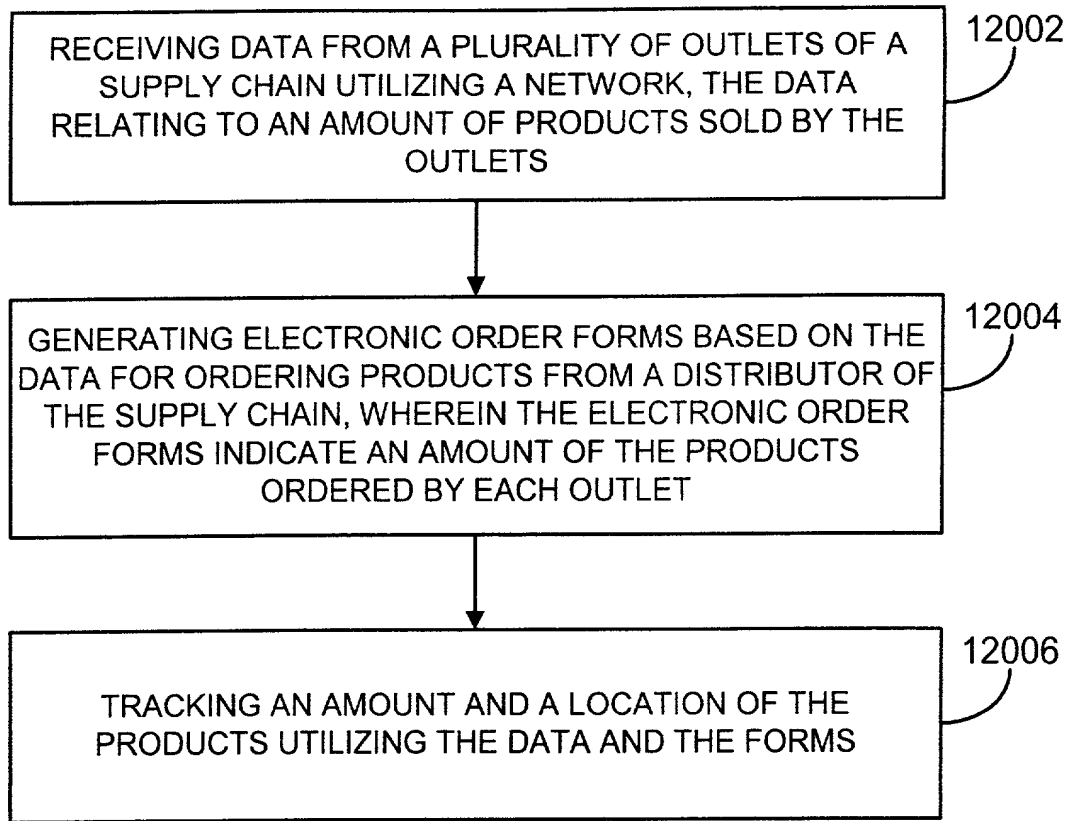 RECEIVING DATA FROM A PLURALITY OF OUTLETS OF A
SUPPLY CHAIN UTILIZING A NETWORK, THE DATA
RELATING TO AN AMOUNT OF PRODUCTS SOLD BY THE
OUTLETS
12002
GENERATING ELECTRONIC ORDER FORMS BASED ON THE
DATA FOR ORDERING PRODUCTS FROM A DISTRIBUTOR OF
THE SUPPLY CHAIN, WHEREIN THE ELECTRONIC ORDER
FORMS INDICATE AN AMOUNT OF THE PRODUCTS
ORDERED BY EACH OUTLET
12004
TRACKING AN AMOUNT AND A LOCATION OF THE
PRODUCTS UTILIZING THE DATA AND THE FORMS
12006